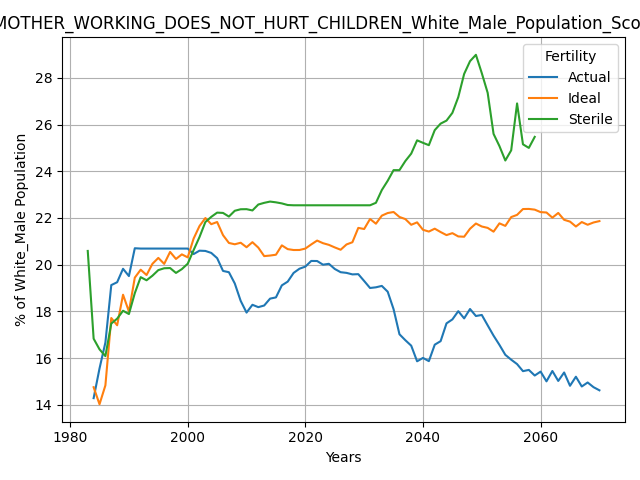 MOTHER_WORKING_DOES_NOT_HURT_CHILDREN_White_Male_Population_Sco
Fertility
Actual
Ideal
Sterile
% of White_Male Population
28
26
24
22
20
18
16
14
1980 2000 2020 2040 2060
Years